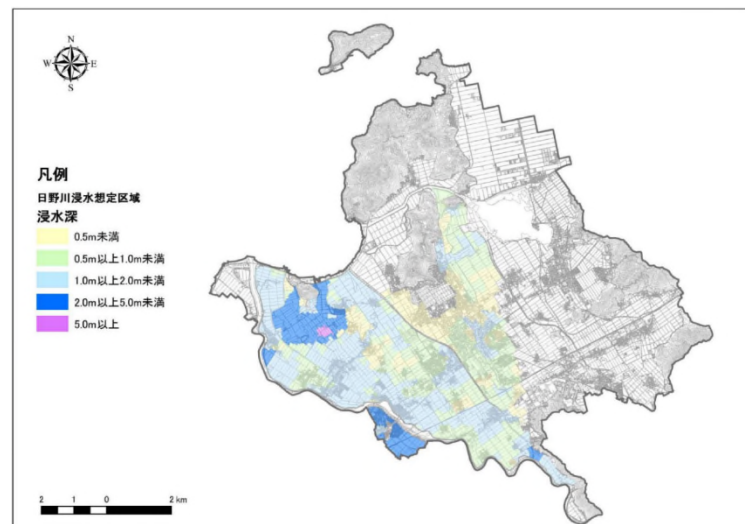 N
W E
S
凡例
日野川浸水想定区域
浸水深
0.5m未満
0.5m以上1.0m未満
1.0m以上2.0m未満
2.0m以上5.0m未満
5.0m以上
2 1 0 2 km